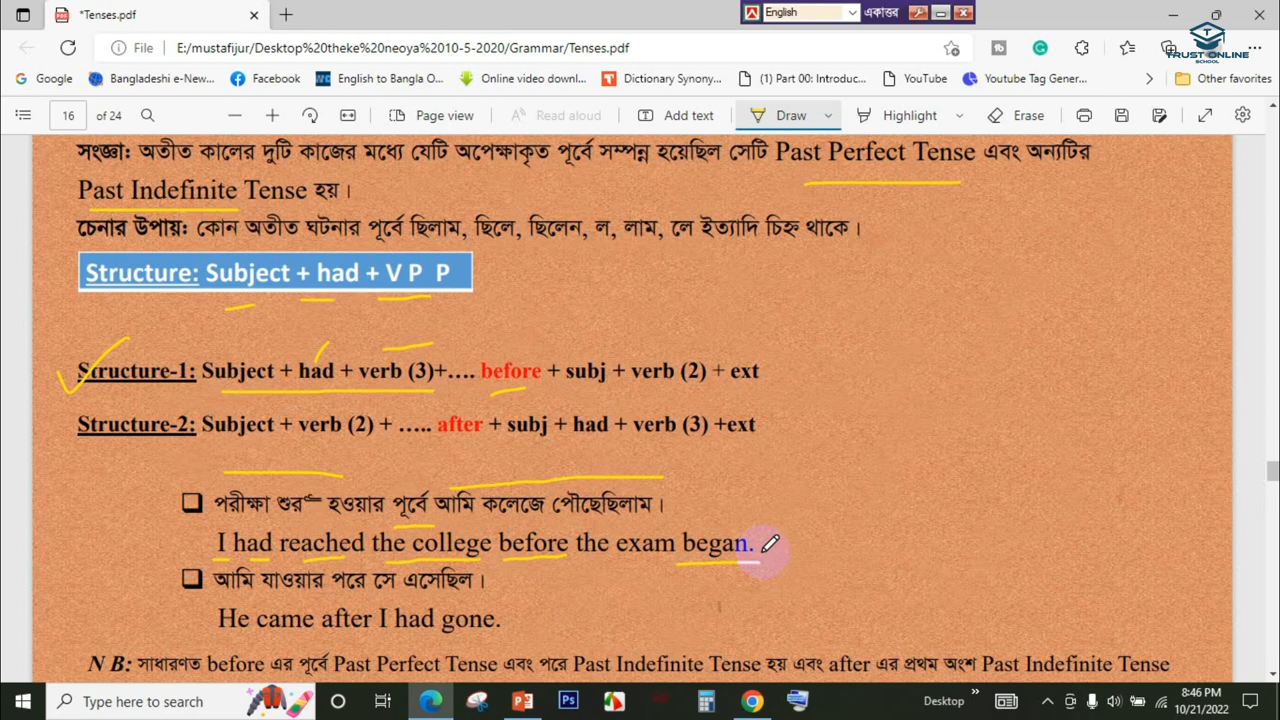 *Tenses.pdf
English
একাত্তর
TRUST ONLINE
SCHOOL
File
E:/mustafijur/Desktop%20theke%20neoya%2010-5-2020/Grammar/Tenses.pdf
Google
Bangladeshi e-New...
Facebook
English to Bangla O...
Online video downl...
Dictionary Synony...
(1) Part 00: Introduc...
YouTube
Youtube Tag Gener...
Other favorites
16 of 24
Page view
Read aloud
Add text
Draw
Highlight
Erase
সংজ্ঞা: অতীত কালের দুটি কাজের মধ্যে যেটি অপেক্ষাকৃত পূর্বে সম্পন্ন হয়েছিল সেটি Past Perfect Tense এবং অন্যটির
Past Indefinite Tense হয়।
চেনার উপায়: কোন অতীত ঘটনার পূর্বে ছিলাম, ছিলে, ছিলেন, ল, লাম, লে ইত্যাদি চিহ্ন থাকে।
Structure: Subject + had + V P P
Structure-1: Subject + had + verb (3)+…. before + subj + verb (2) + ext
Structure-2: Subject + verb (2) + ….. after + subj + had + verb (3) +ext
পরীক্ষা শুরু হওয়ার পূর্বে আমি কলেজে পৌছেছিলাম।
I had reached the college before the exam began.
আমি যাওয়ার পরে সে এসেছিল।
He came after I had gone.
N B: সাধারণত before এর পূর্বে Past Perfect Tense এবং পরে Past Indefinite Tense হয় এবং after এর প্রথম অংশ Past Indefinite Tense
Type here to search
Desktop
8:46 PM
10/21/2022